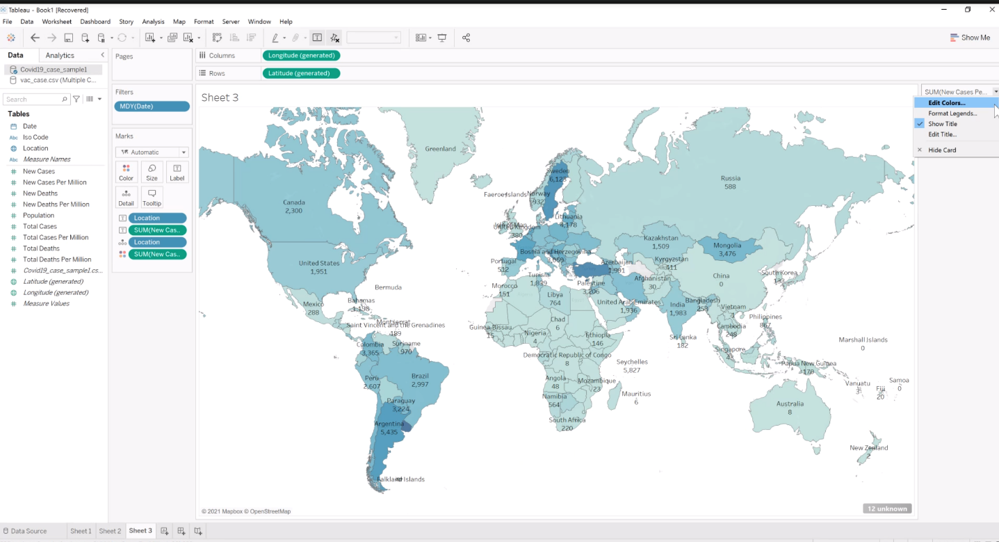 Tableau - Book1 [Recovered]
File Data Worksheet Dashboard Story Analysis Map Format Server Window Help
Show Me
Data Analytics
Covid19_case_sample1
vac_case.csv (Multiple C...
Search
Tables
Date
Abc Iso Code
Location
Abc Measure Names
New Cases
New Cases Per Million
New Deaths
New Deaths Per Million
Population
Total Cases
Total Cases Per Million
Total Deaths
Total Deaths Per Million
Covid19_case_sample1.cs...
Latitude (generated)
Longitude (generated)
Measure Values
Pages
Filters
MDY(Date)
Marks
Automatic
Color Size Label
Detail Tooltip
Location
SUM(New Cas..
Location
SUM(New Cas..
Columns Longitude (generated)
Rows Latitude (generated)
Sheet 3
Greenland
Russia
588
Canada
2,300
Sweden
6,123
Faeroe Islands
Norway
932
Lithuania
4,178
United Kingdom
380
Isle of Man
Bosnia and Herzegovina
3,059
Kazakhstan
1,509
Mongolia
3,476
Kyrgyzstan
411
United States
1,951
Portugal
512
Azerbaijan
1,991
South Korea
133
China
0
Bermuda
Tunisia
1,839
Palestine
3,206
Afghanistan
30
Morocco
151
Libya
764
Mexico
288
Bahamas
1,198
United Arab Emirates
1,936
India
1,983
Bangladesh
253
Vietnam
Philippines
867
Montserrat
Saint Vincent and the Grenadines
189
Guinea-Bissau
15
Chad
6
Nigeria
4
Ethiopia
146
Sri Lanka
182
Cambodia
248
Marshall Islands
0
Colombia
3,365
Suriname
970
Democratic Republic of Congo
8
Seychelles
5,827
Singapore
Papua New Guinea
170
Peru
2,607
Brazil
2,997
Angola
48
Mozambique
23
Mauritius
6
Vanuatu
3
Fiji
20
Samoa
0
Paraguay
3,224
Namibia
564
Australia
8
Argentina
5,435
South Africa
220
New Zealand
2
Falkland Islands
© 2021 Mapbox © OpenStreetMap
12 unknown
SUM(New Cases Pe...
Edit Colors...
Format Legends...
Show Title
Edit Title...
Hide Card
Data Source Sheet 1 Sheet 2 Sheet 3